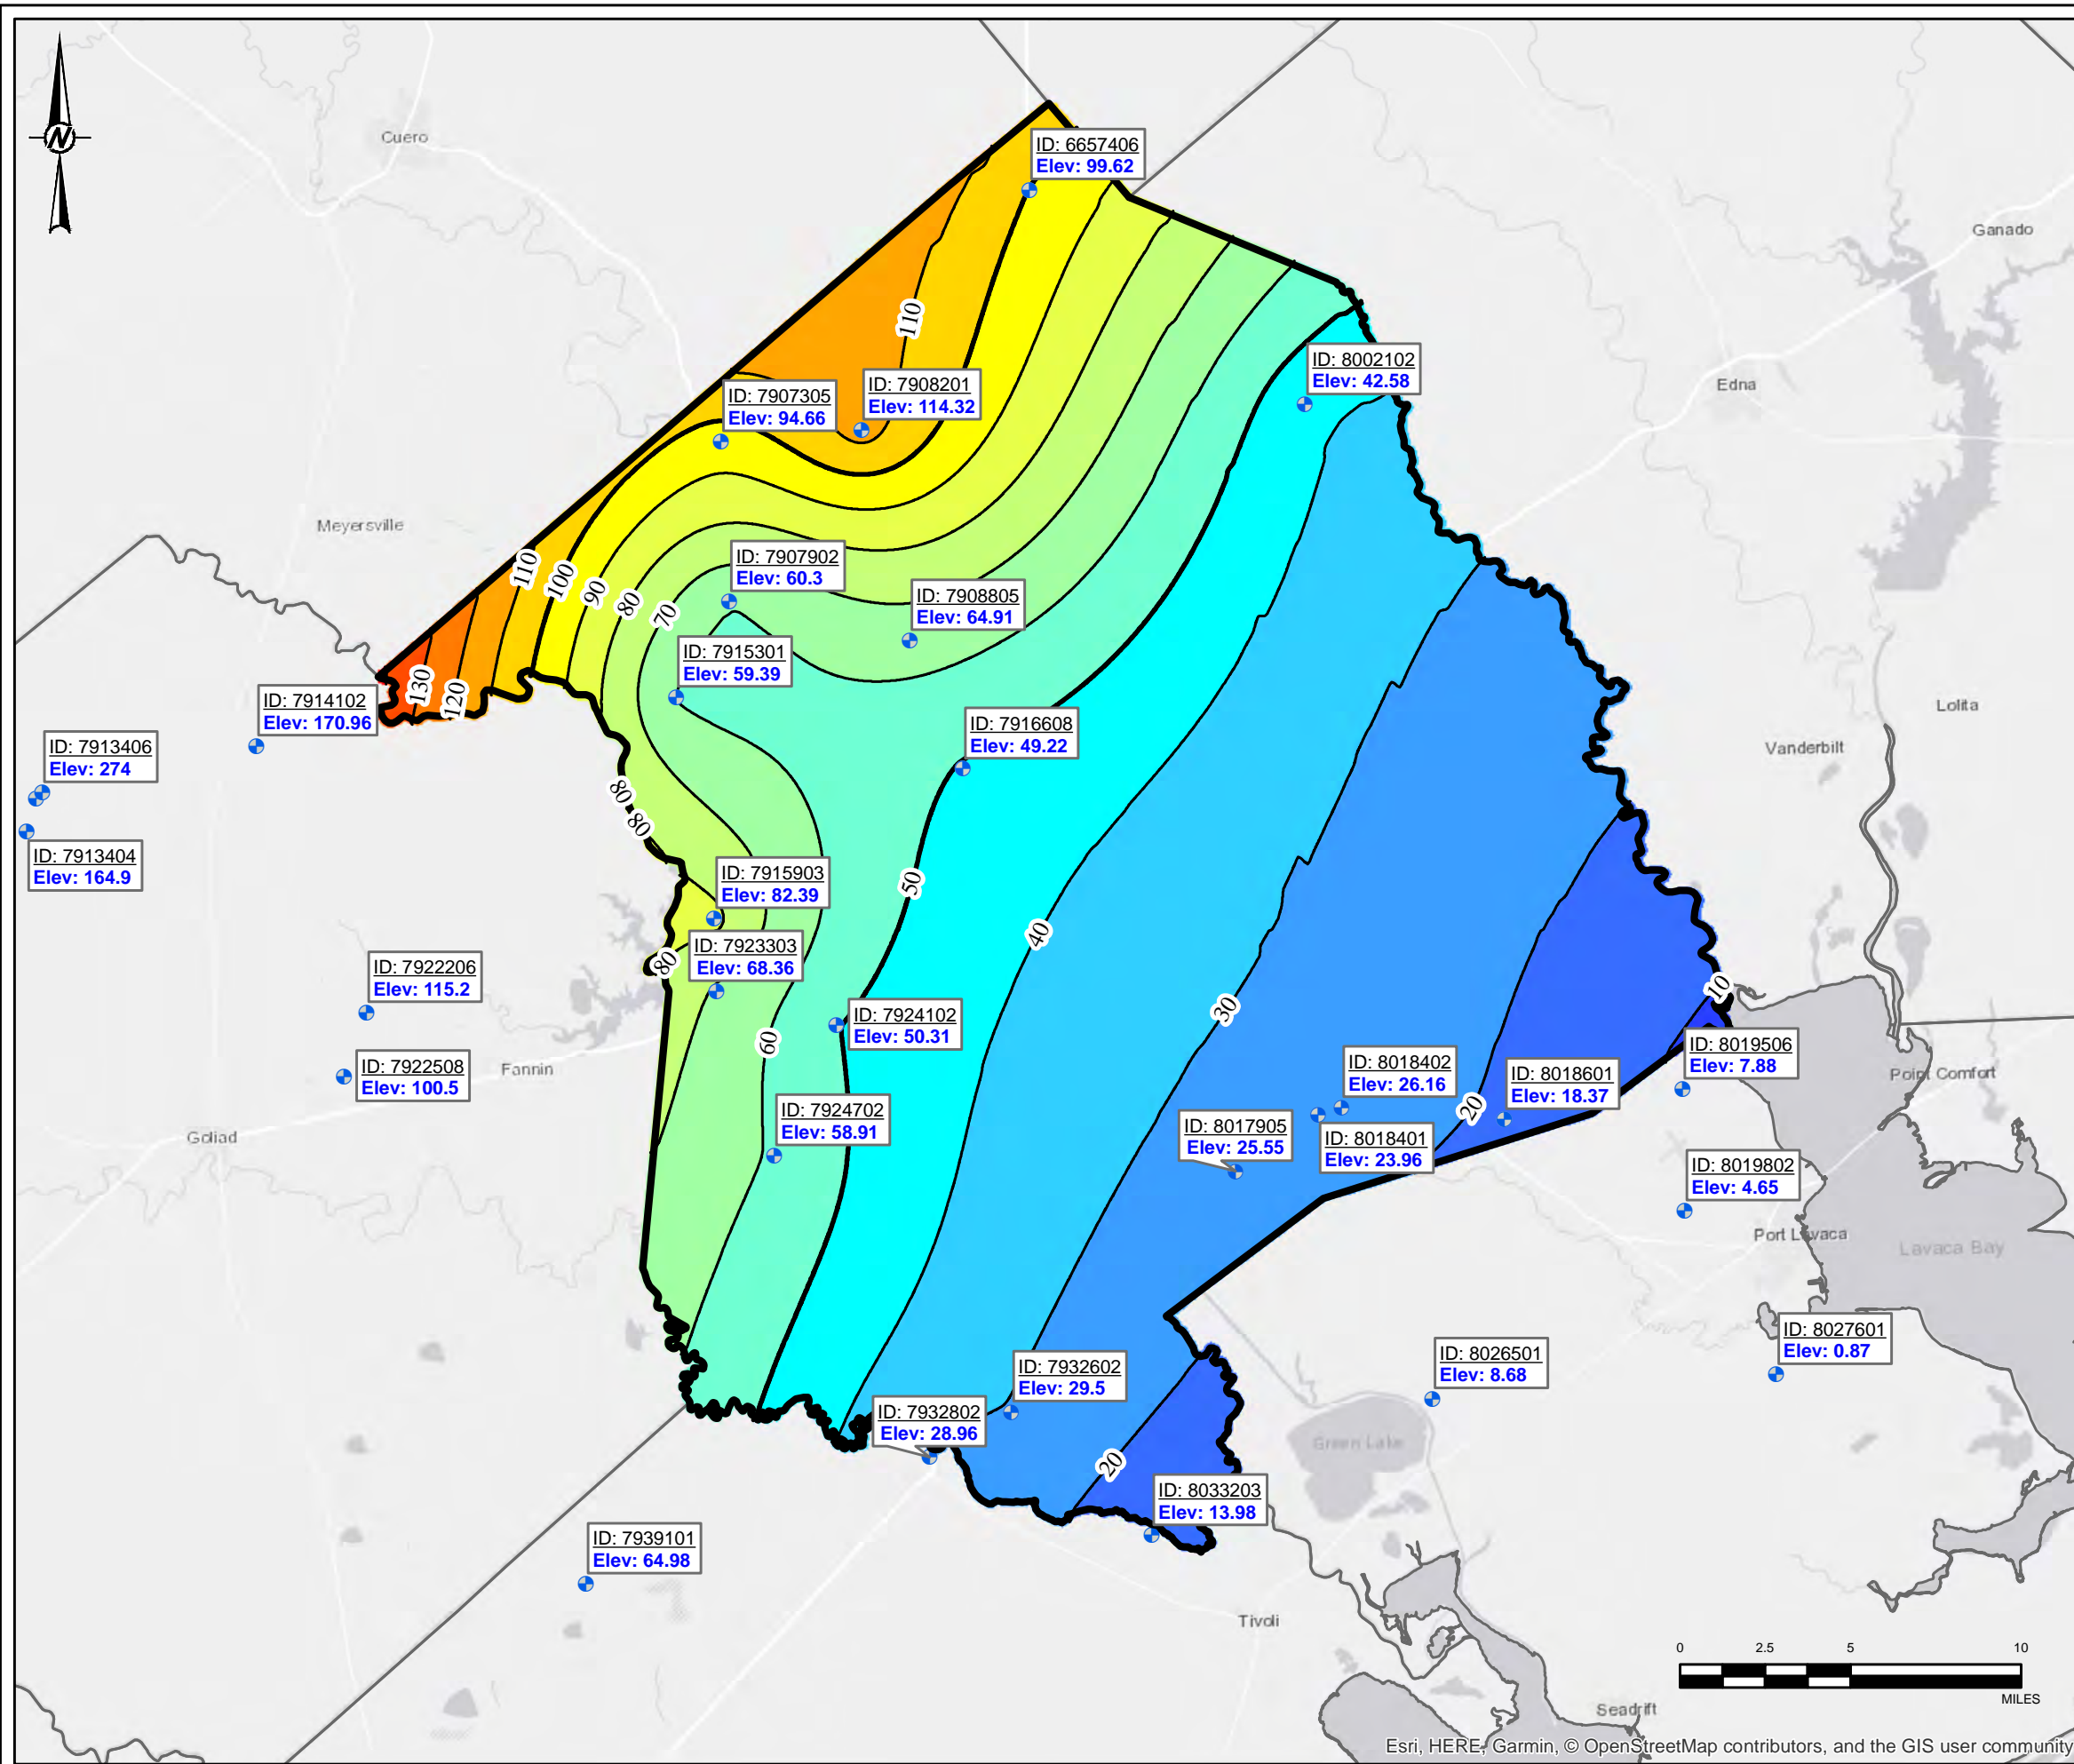 N
Cuero
ID: 6657406
Elev: 99.62
Ganado
110
ID: 8002102
Elev: 42.58
Edna
ID: 7907305
Elev: 94.66
ID: 7908201
Elev: 114.32
Meyersville
110
100
90
80
70
ID: 7907902
Elev: 60.3
ID: 7908805
Elev: 64.91
ID: 7915301
Elev: 59.39
130
120
ID: 7914102
Elev: 170.96
Lolita
ID: 7916608
Elev: 49.22
Vanderbilt
ID: 7913406
Elev: 274
80
80
ID: 7913404
Elev: 164.9
ID: 7915903
Elev: 82.39
50
40
ID: 7923303
Elev: 68.36
80
ID: 7922206
Elev: 115.2
10
30
ID: 7924102
Elev: 50.31
60
ID: 8019506
Elev: 7.88
Point Comfort
ID: 7922508
Elev: 100.5
Fannin
ID: 8018402
Elev: 26.16
ID: 8018601
Elev: 18.37
20
ID: 7924702
Elev: 58.91
ID: 8017905
Elev: 25.55
ID: 8018401
Elev: 23.96
Goliad
ID: 8019802
Elev: 4.65
Port Lavaca
Lavaca Bay
ID: 8027601
Elev: 0.87
ID: 8026501
Elev: 8.68
ID: 7932602
Elev: 29.5
ID: 7932802
Elev: 28.96
Green Lake
20
ID: 8033203
Elev: 13.98
ID: 7939101
Elev: 64.98
Tivoli
0 2.5 5 10
MILES
Seadrift
Esri, HERE, Garmin, © OpenStreetMap contributors, and the GIS user community